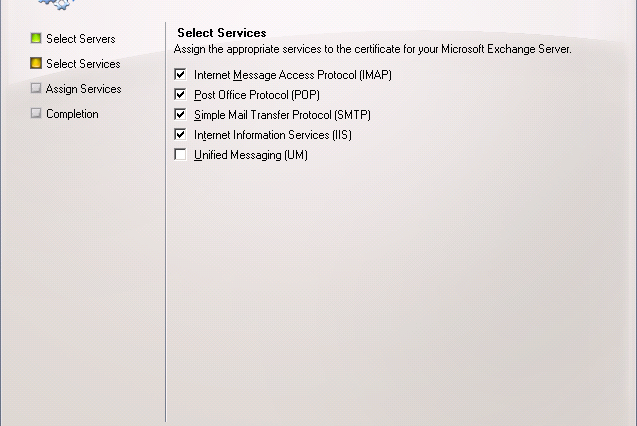 Select Servers
Select Services
Assign Services
Completion
Select Services
Assign the appropriate services to the certificate for your Microsoft Exchange Server.
Internet Message Access Protocol (IMAP)
Post Office Protocol (POP)
Simple Mail Transfer Protocol (SMTP)
Internet Information Services (IIS)
Unified Messaging (UM)